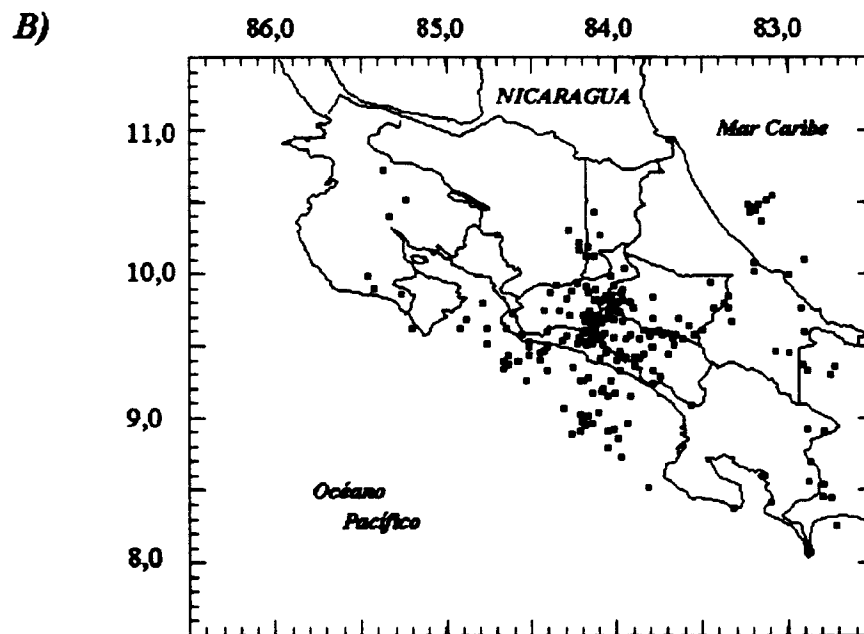 B)
86,0 85,0 84,0 83,0
NICARAGUA
Mar Caribe
11,0
10,0
9,0
Océano
Pacífico
8,0